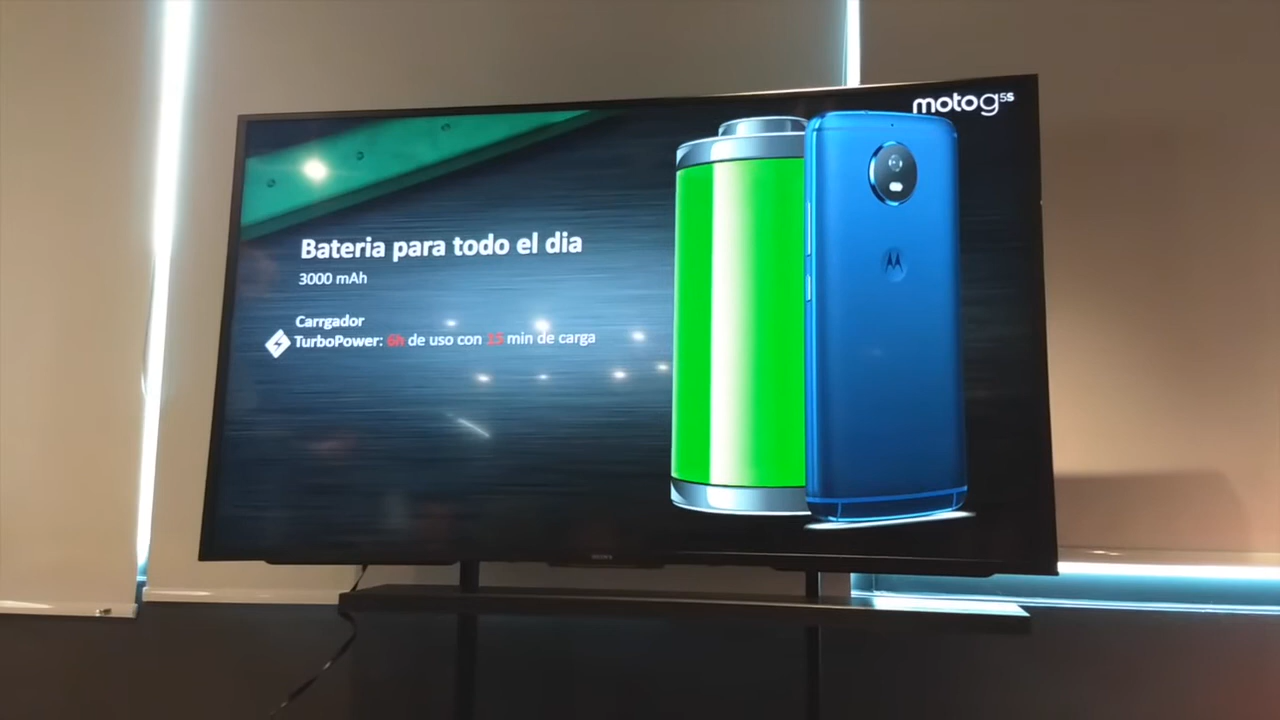 moto g5s
Bateria para todo el dia
3000 mAh
Carrgador
TurboPower: 6h de uso con 15 min de carga
SONY